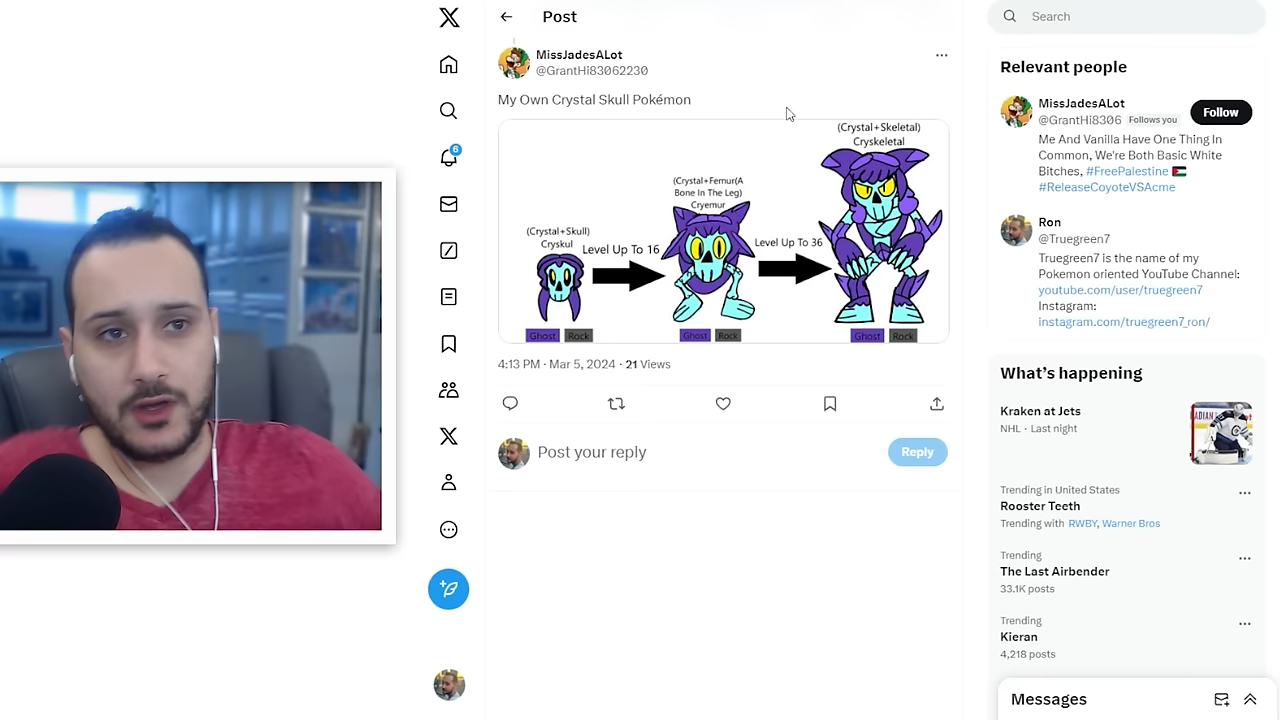 Post
Search
MissJadesALot
@GrantHi83062230
My Own Crystal Skull Pokémon
(Crystal+Skull)
Cryskul
Level Up To 16
(Crystal+Femur(A
Bone In The Leg)
Cryemur
Level Up To 36
(Crystal+Skeletal)
Cryskeletal
Ghost Rock
Ghost Rock
Ghost Rock
4:13 PM · Mar 5, 2024 · 21 Views
Post your reply
Reply
6
Relevant people
MissJadesALot
@GrantHi8306 Follows you
Follow
Me And Vanilla Have One Thing In
Common, We're Both Basic White
Bitches, #FreePalestine
#ReleaseCoyoteVSAcme
Ron
@Truegreen7
Truegreen7 is the name of my
Pokemon oriented YouTube Channel:
youtube.com/user/truegreen7
Instagram:
instagram.com/truegreen7_ron/
What's happening
Kraken at Jets
NHL · Last night
Trending in United States
Rooster Teeth
Trending with RWBY, Warner Bros
Trending
The Last Airbender
33.1K posts
Trending
Kieran
4,218 posts
Messages